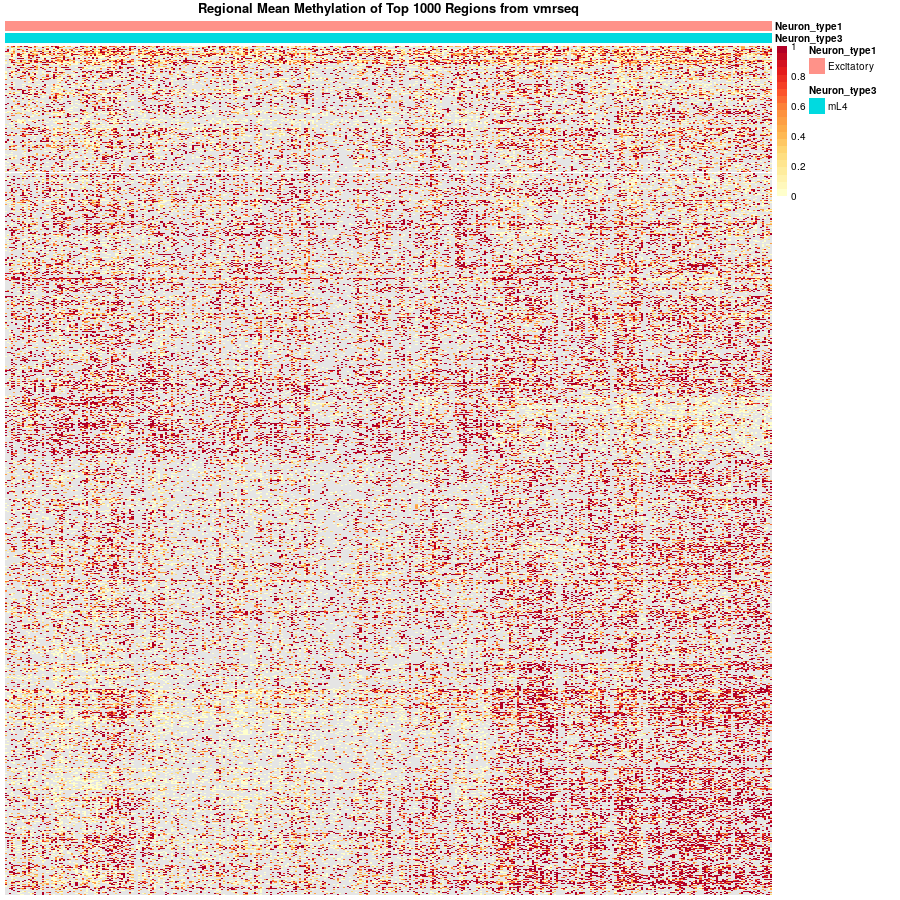 Regional Mean Methylation of Top 1000 Regions from vmrseq
Neuron_type1
Neuron_type3
1
0.8
0.6
0.4
0.2
0
Neuron_type1
Excitatory
Neuron_type3
mL4